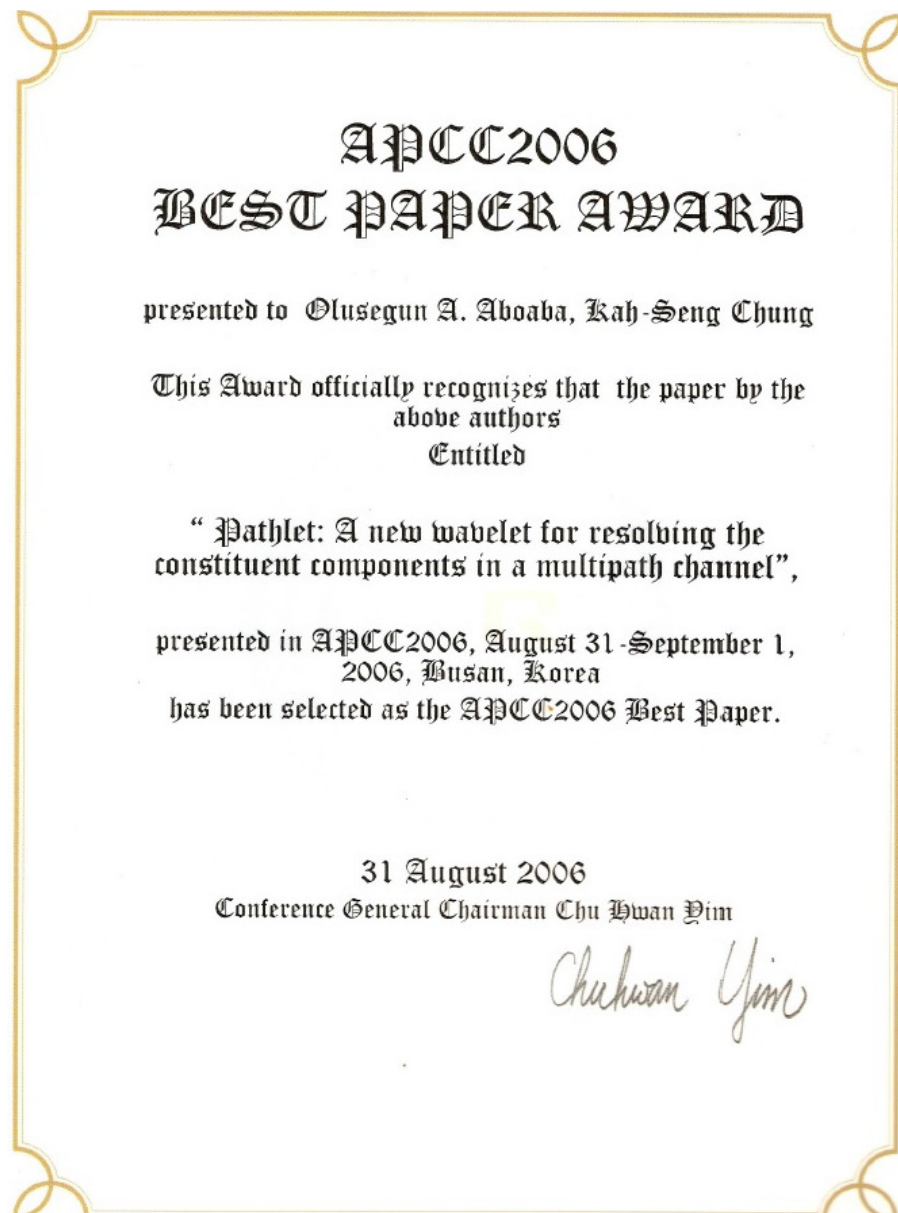 APCC2006
BEST PAPER AWARD
presented to Olusegun A. Aboaba, Kah-Seng Chung
This Award officially recognizes that the paper by the
above authors
Entitled
“ Pathlet: A new wavelet for resolving the
constituent components in a multipath channel”,
presented in APCC2006, August 31-September 1,
2006, Busan, Korea
has been selected as the APCC2006 Best Paper.
31 August 2006
Conference General Chairman Chu Hwan Yim
Chuhwan Yim